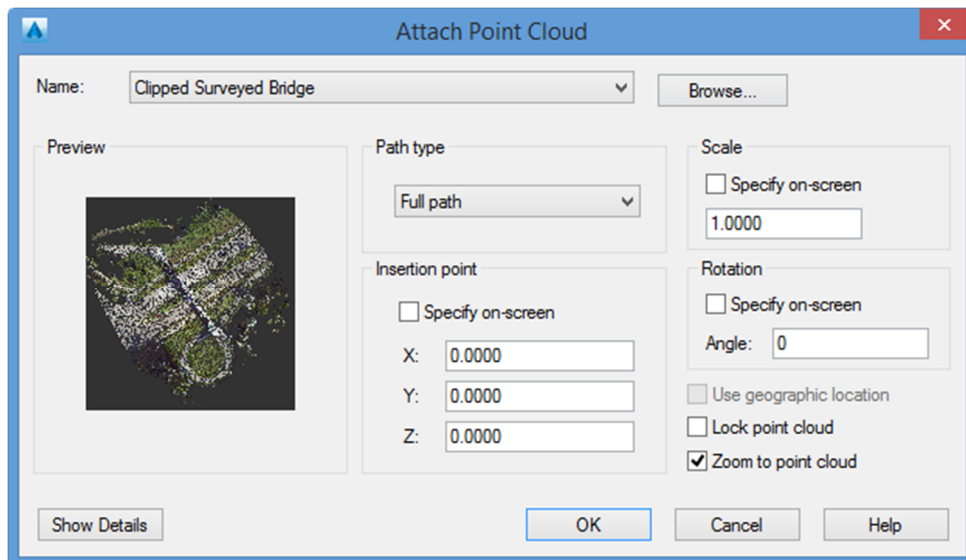 Attach Point Cloud
Name: Clipped Surveyed Bridge Browse...
Preview
Path type
Full path
Insertion point
Specify on-screen
X: 0.0000
Y: 0.0000
Z: 0.0000
Scale
Specify on-screen
1.0000
Rotation
Specify on-screen
Angle: 0
Use geographic location
Lock point cloud
Zoom to point cloud
Show Details OK Cancel Help